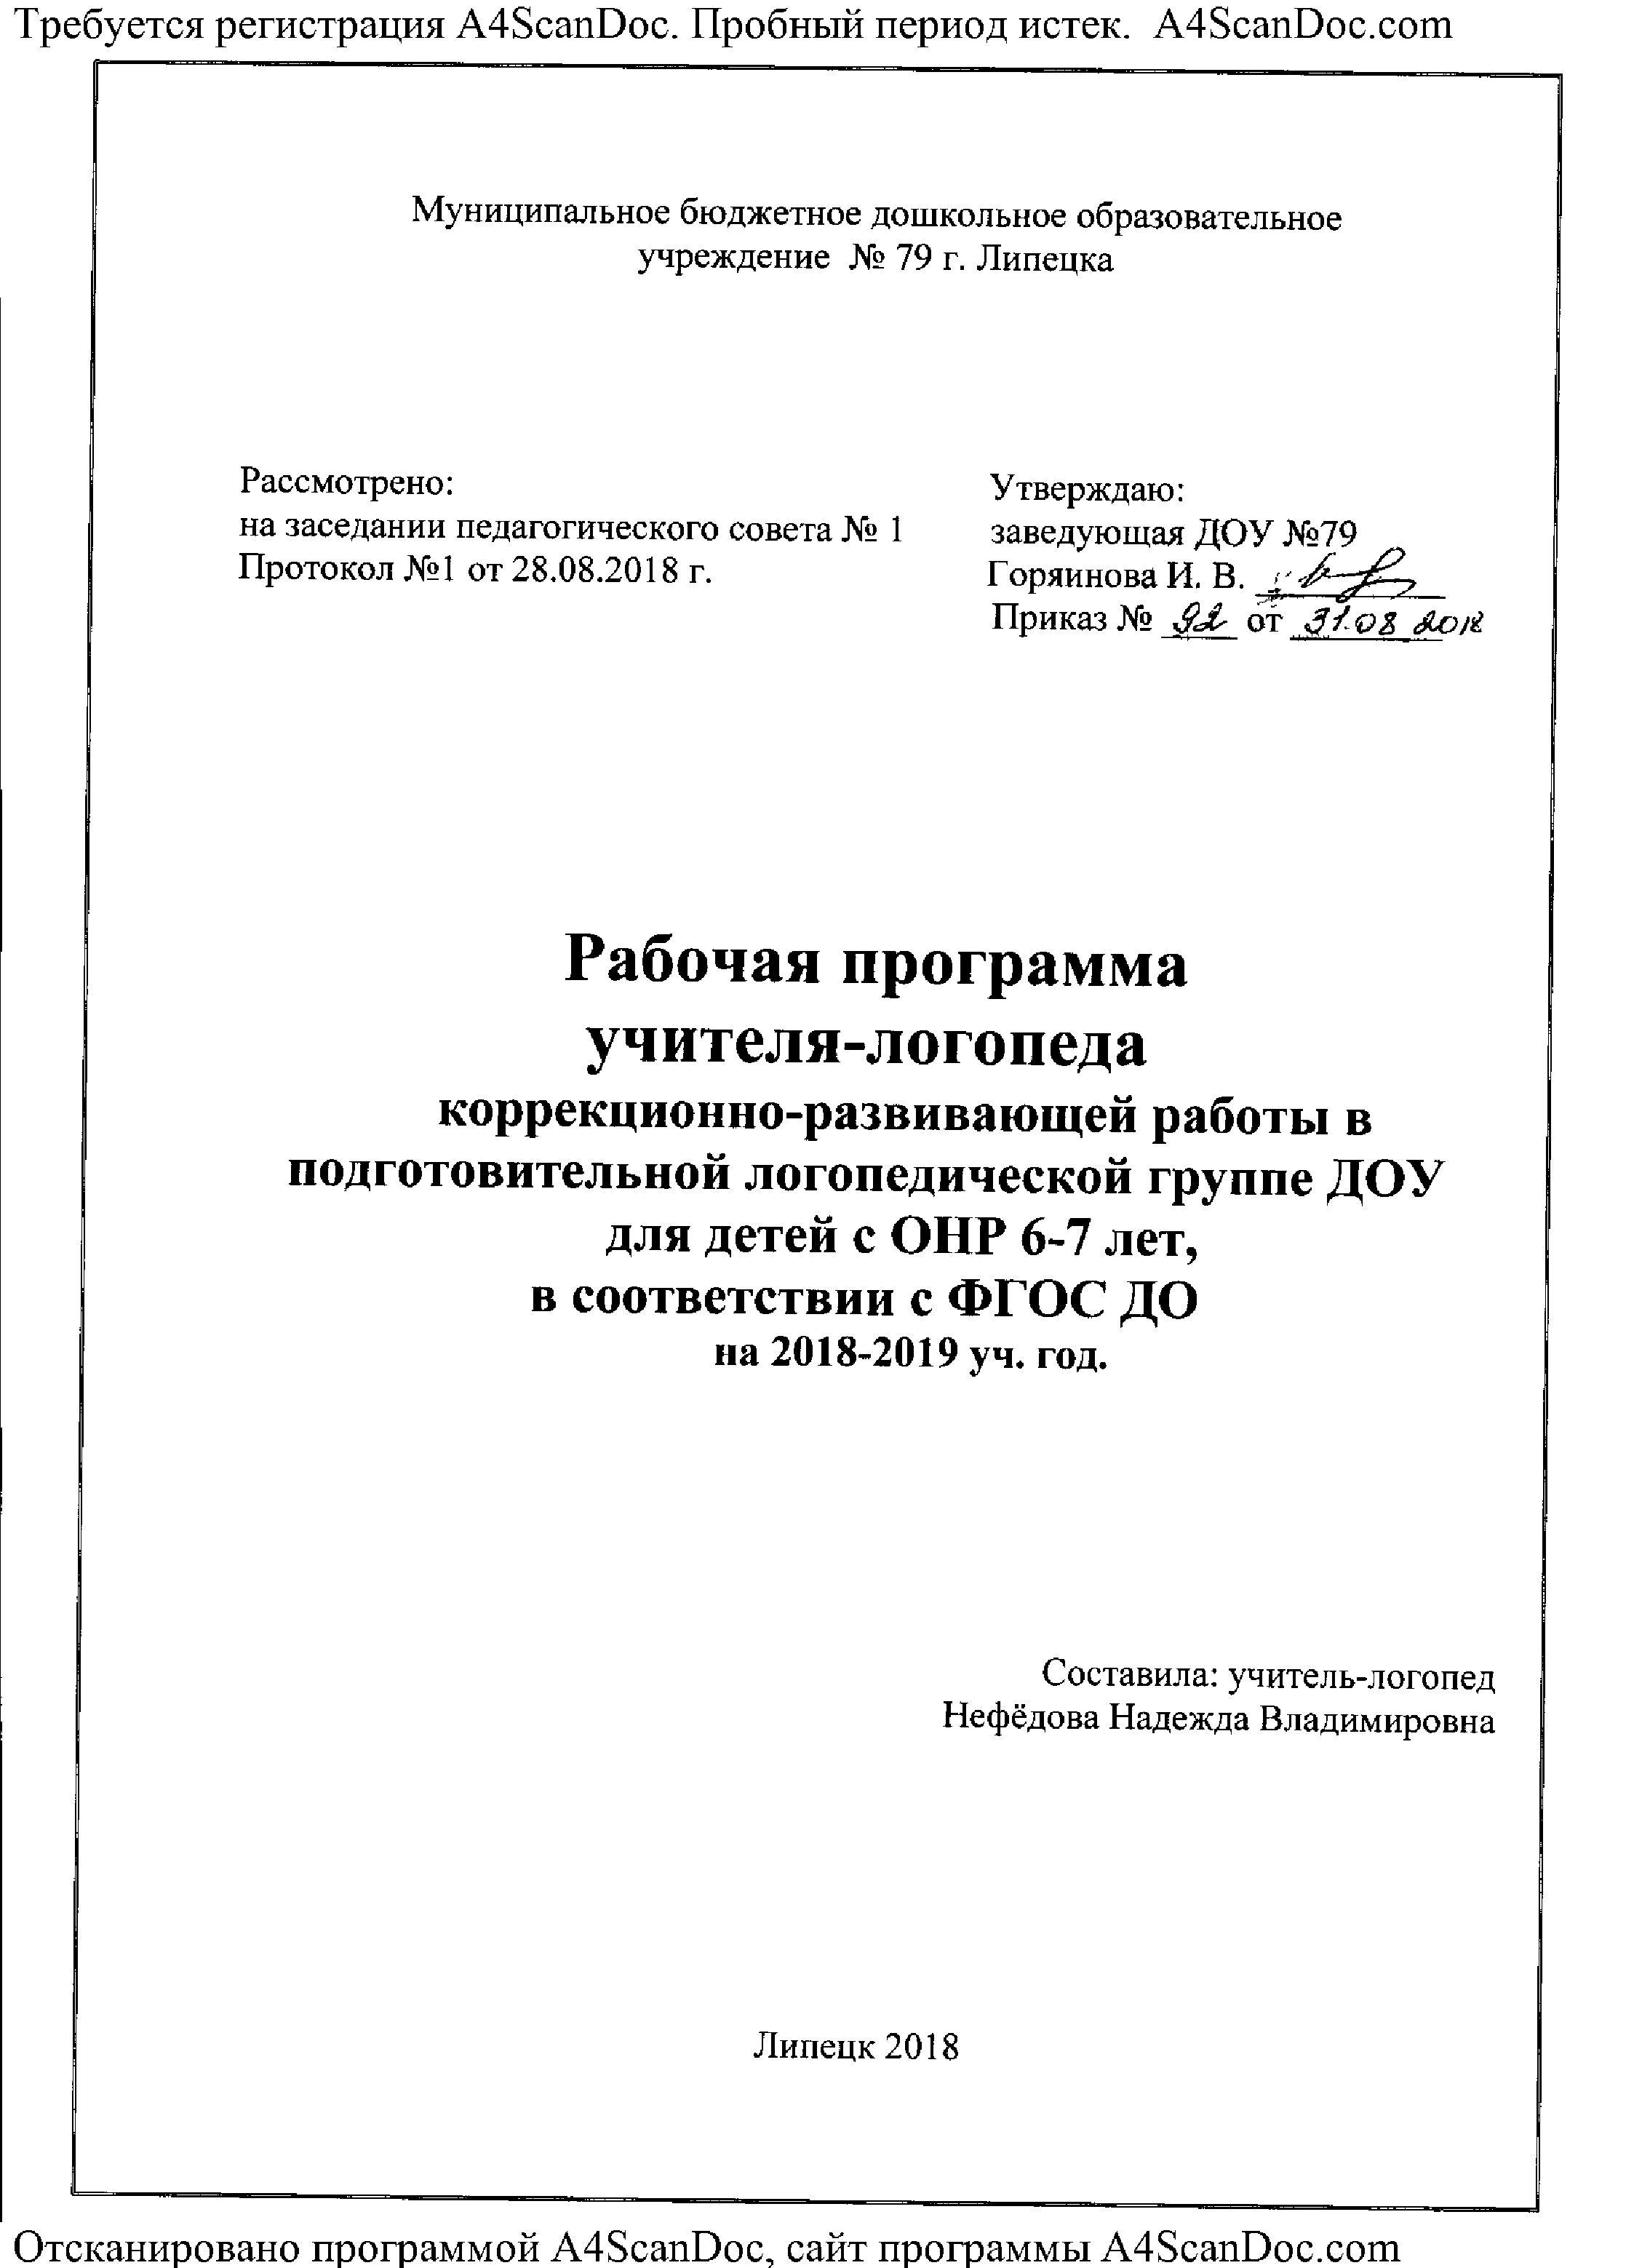 Требуется регистрация A4ScanDoc. Пробный период истек.  A4ScanDoc.com
Муниципальное бюджетное дошкольное образовательное
учреждение  № 79 г. Липецка
Рассмотрено:
на заседании педагогического совета № 1
Протокол №1 от 28.08.2018 г.
Утверждаю:
заведующая ДОУ №79
Горяинова И. В.
Приказ № 92 от 31.08 2018
Рабочая программа
учителя-логопеда
коррекционно-развивающей работы в
подготовительной логопедической группе ДОУ
для детей с ОНР 6-7 лет,
в соответствии с ФГОС ДО
на 2018-2019 уч. год.
Составила: учитель-логопед
Нефёдова Надежда Владимировна
Липецк 2018
Отсканировано программой A4ScanDoc, сайт программы A4ScanDoc.com